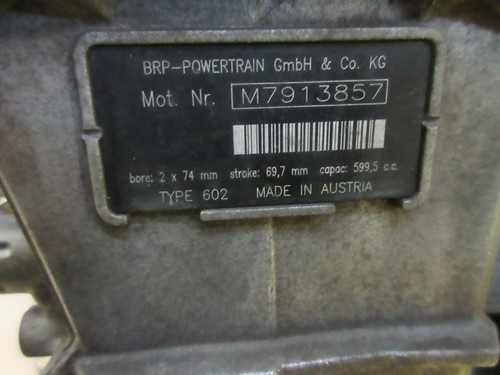 BRP-POWERTRAIN GmbH & Co. KG
Mot. Nr. M7913857
bore: 2 x 74 mm stroke: 69,7 mm capac: 599,5 c.c.
TYPE 602 MADE IN AUSTRIA